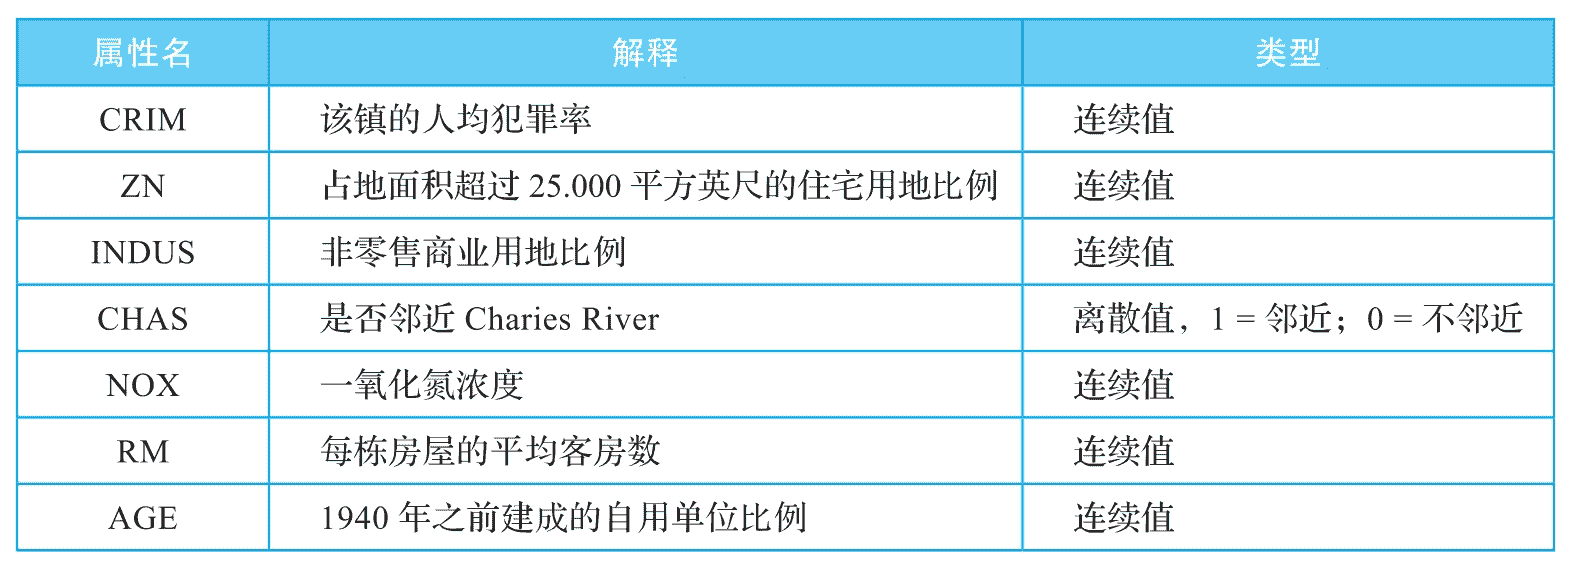 属性名 解释 类型
CRIM 该镇的人均犯罪率 连续值
ZN 占地面积超过 25.000 平方英尺的住宅用地比例 连续值
INDUS 非零售商业用地比例 连续值
CHAS 是否邻近 Charies River 离散值，1 = 邻近；0 = 不邻近
NOX 一氧化氮浓度 连续值
RM 每栋房屋的平均客房数 连续值
AGE 1940 年之前建成的自用单位比例 连续值